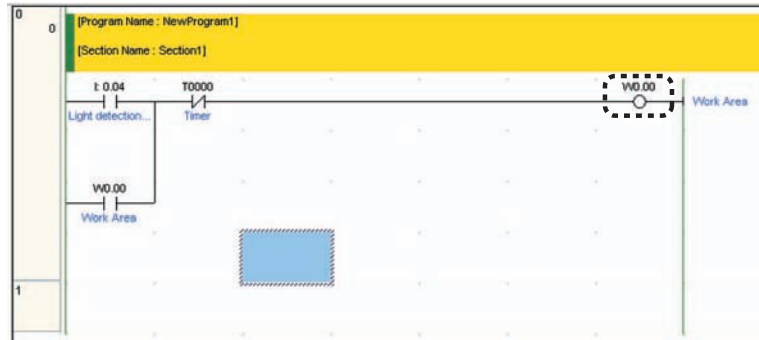 0
0
[Program Name : NewProgram1]
[Section Name : Section1]
I: 0.04
T0000
W0.00
Light detection...
Timer
Work Area
W0.00
Work Area
1